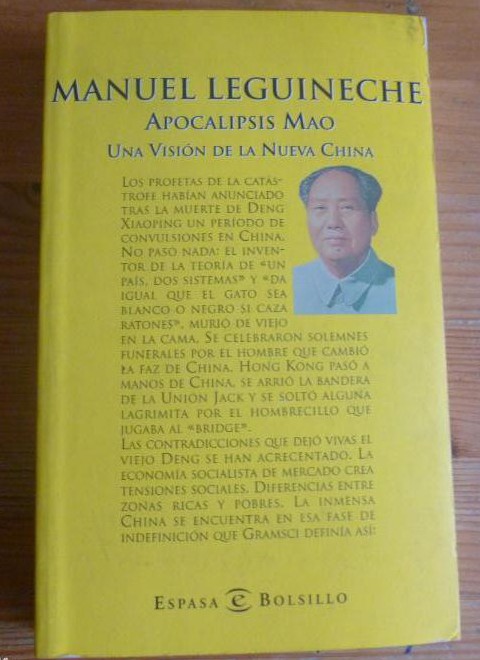 MANUEL LEGUINECHE
APOCALIPSIS MAO
UNA VISIÓN DE LA NUEVA CHINA
LOS PROFETAS DE LA CATÁS-
TROFE HABÍAN ANUNCIADO
TRAS LA MUERTE DE DENG
XIAOPING UN PERÍODO DE
CONVULSIONES EN CHINA.
NO PASÓ NADA: EL INVEN-
TOR DE LA TEORÍA DE «UN
PAÍS, DOS SISTEMAS» Y «DA
IGUAL QUE EL GATO SEA
BLANCO O NEGRO SI CAZA
RATONES», MURIÓ DE VIEJO
EN LA CAMA. SE CELEBRARON SOLEMNES
FUNERALES POR EL HOMBRE QUE CAMBIÓ
LA FAZ DE CHINA. HONG KONG PASÓ A
MANOS DE CHINA, SE ARRIÓ LA BANDERA
DE LA UNION JACK Y SE SOLTÓ ALGUNA
LAGRIMITA POR EL HOMBRECILLO QUE
JUGABA AL «BRIDGE».
LAS CONTRADICCIONES QUE DEJÓ VIVAS EL
VIEJO DENG SE HAN ACRECENTADO. LA
ECONOMÍA SOCIALISTA DE MERCADO CREA
TENSIONES SOCIALES. DIFERENCIAS ENTRE
ZONAS RICAS Y POBRES. LA INMENSA
CHINA SE ENCUENTRA EN ESA FASE DE
INDEFINICIÓN QUE GRAMSCI DEFINÍA ASÍ:
ESPASA e BOLSILLO